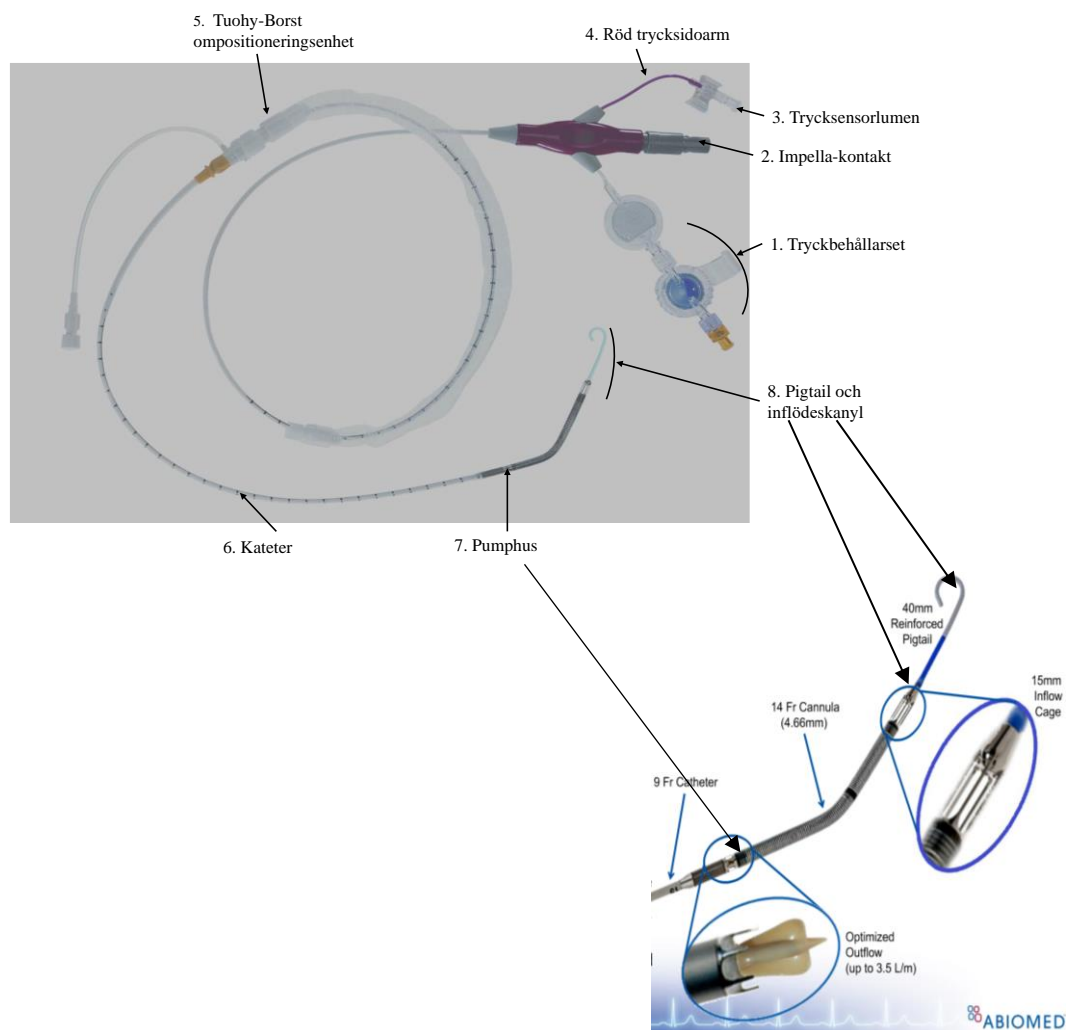 5. Tuohy-Borst
ompositioneringsenhet
4. Röd trycksidoarm
3. Trycksensorlumen
2. Impella-kontakt
1. Tryckbehållarset
8. Pigtail och
inflödeskanyl
6. Kateter
7. Pumphus
40mm
Reinforced
Pigtail
15mm
Inflow
Cage
14 Fr Cannula
(4.66mm)
9 Fr Catheter
Optimized
Outflow
(up to 3.5 L/m)
ABIOMED